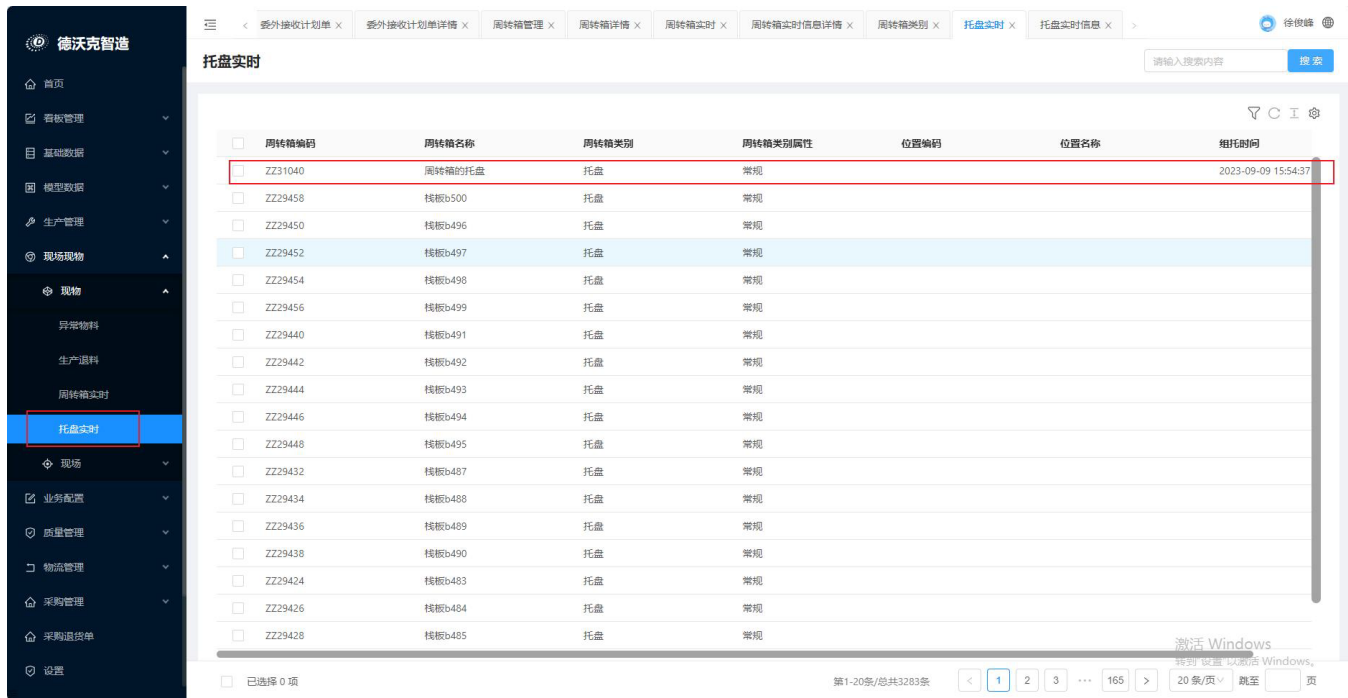 德沃克智造
委外接收计划单 × 委外接收计划单详情 × 周转箱管理 × 周转箱详情 × 周转箱实时 × 周转箱实时信息详情 × 周转箱类别 × 托盘实时 × 托盘实时信息 ×
徐俊峰
托盘实时
请输入搜索内容
搜 索
首页
看板管理
基础数据
模型数据
生产管理
现场现物
现物
异常物料
生产退料
周转箱实时
托盘实时
现场
业务配置
质量管理
物流管理
采购管理
采购退货单
设置
周转箱编码 周转箱名称 周转箱类别 周转箱类别属性 位置编码 位置名称 组托时间
ZZ31040 周转箱的托盘 托盘 常规 2023-09-09 15:54:37
ZZ29458 栈板b500 托盘 常规
ZZ29450 栈板b496 托盘 常规
ZZ29452 栈板b497 托盘 常规
ZZ29454 栈板b498 托盘 常规
ZZ29456 栈板b499 托盘 常规
ZZ29440 栈板b491 托盘 常规
ZZ29442 栈板b492 托盘 常规
ZZ29444 栈板b493 托盘 常规
ZZ29446 栈板b494 托盘 常规
ZZ29448 栈板b495 托盘 常规
ZZ29432 栈板b487 托盘 常规
ZZ29434 栈板b488 托盘 常规
ZZ29436 栈板b489 托盘 常规
ZZ29438 栈板b490 托盘 常规
ZZ29424 栈板b483 托盘 常规
ZZ29426 栈板b484 托盘 常规
ZZ29428 栈板b485 托盘 常规
激活 Windows
转到"设置"以激活 Windows。
已选择 0 项
第1-20条/总共3283条 < 1 2 3 ··· 165 > 20 条/页 跳至 页